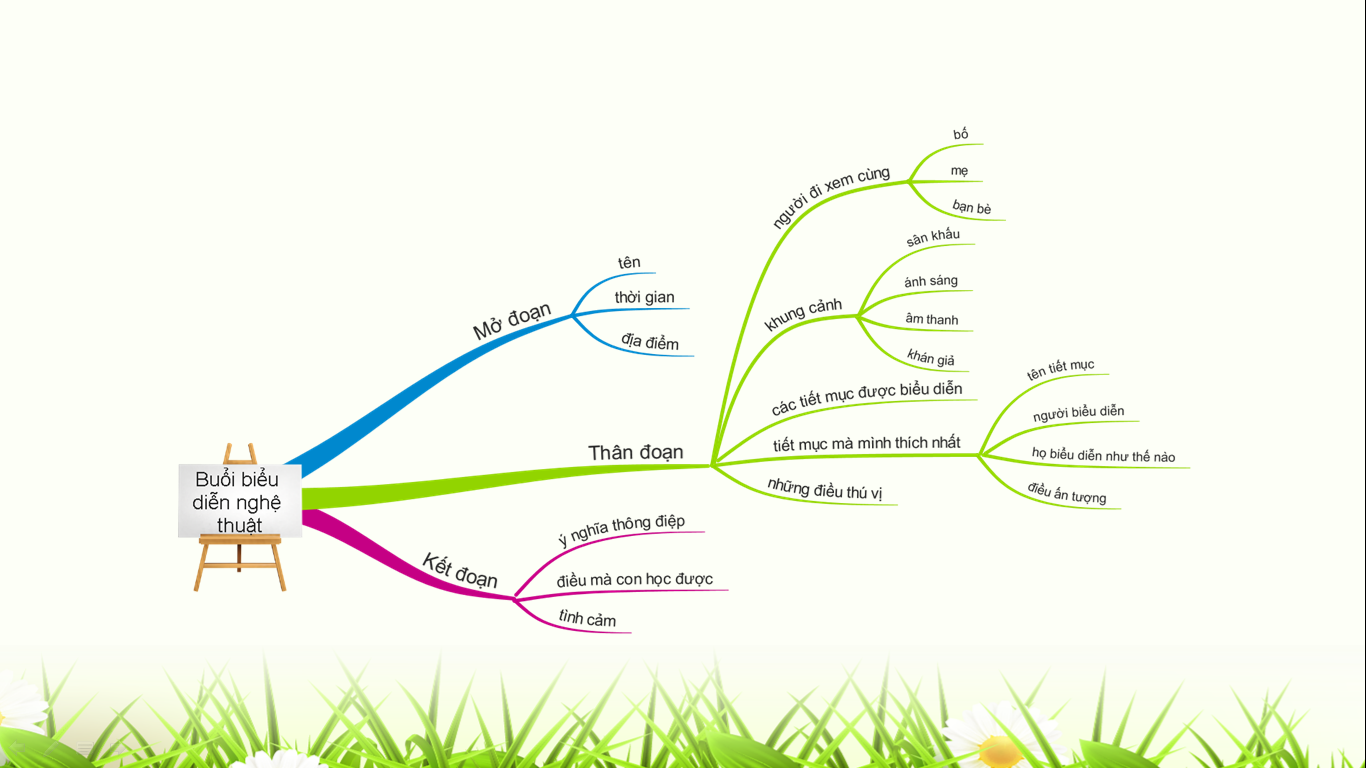 Buổi biểu
diễn nghệ
thuật
Mở đoạn
tên
thời gian
địa điểm
Thân đoạn
người đi xem cùng
bố
mẹ
bạn bè
khung cảnh
sân khấu
ánh sáng
âm thanh
khán giả
các tiết mục được biểu diễn
tiết mục mà mình thích nhất
tên tiết mục
người biểu diễn
họ biểu diễn như thế nào
điều ấn tượng
những điều thú vị
Kết đoạn
ý nghĩa thông điệp
điều mà con học được
tình cảm